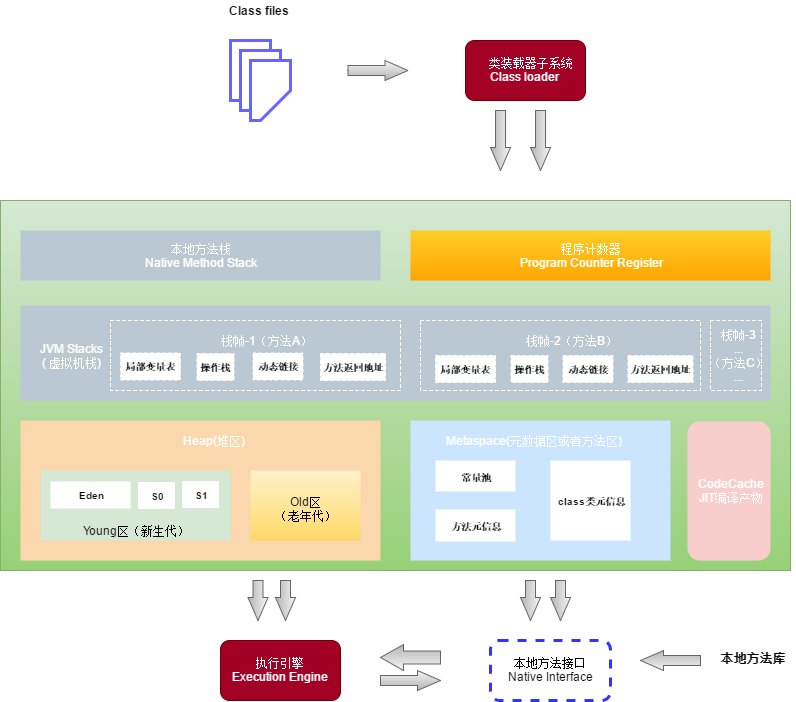 Class files
类装载器子系统
Class loader
本地方法栓
Native Method Stack
程序计数器
Program Counter Register
JVM Stacks
(虚拟机栈)
栈帧-1（方法A）
局部变量表
操作栈
动态链接
方法返回地址
栈帧-2（方法B）
局部变量表
操作栈
动态链接
方法返回地址
栈帧-3
...
（方法C）
...
Heap(堆区)
Eden
S0
S1
Young区（新生代）
Old区
（老年代）
Metaspace(元数据区或者方法区)
常量池
方法元信息
class类元信息
CodeCache
JIT编译产物
执行引擎
Execution Engine
本地方法接口
Native Interface
本地方法库